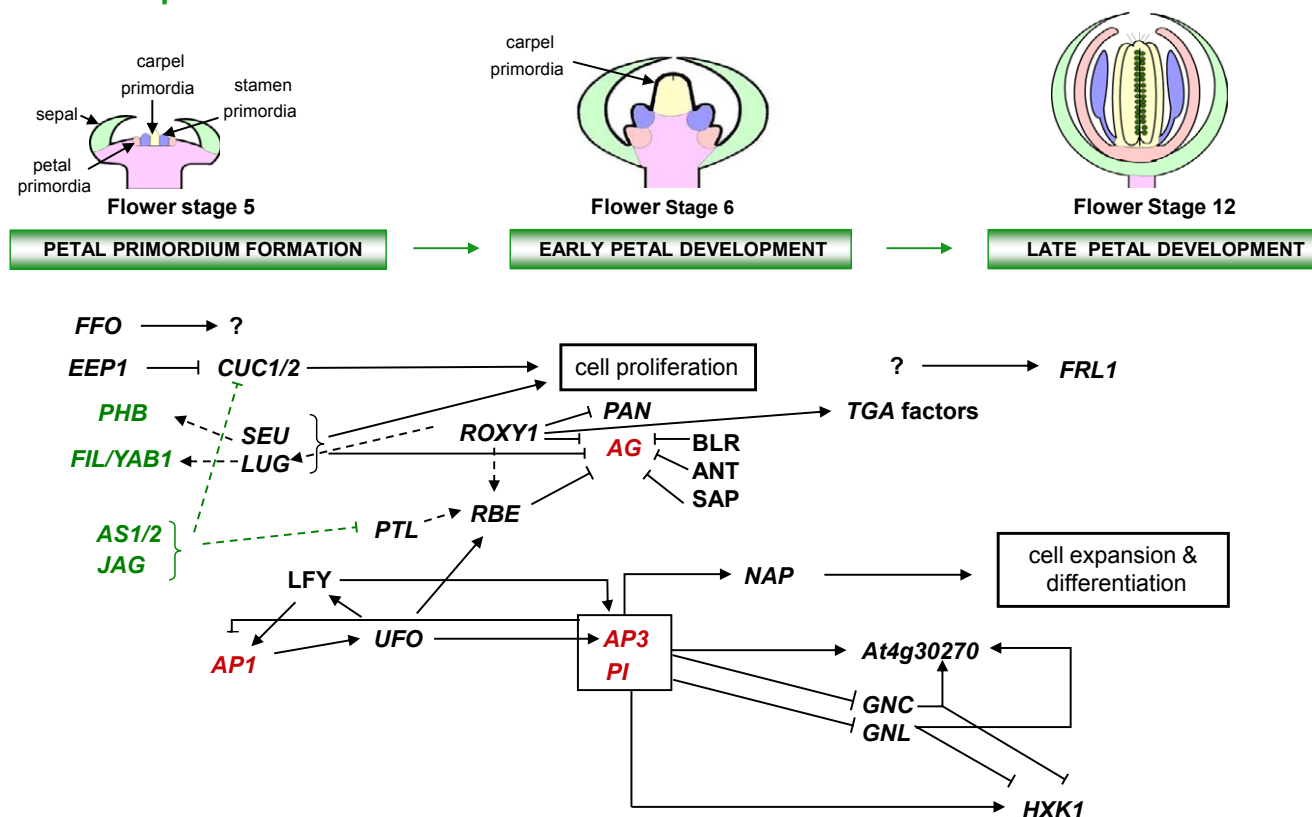 carpel
primordia
stamen
primordia
sepal
petal
primordia
Flower stage 5
carpel
primordia
Flower Stage 6
Flower Stage 12
PETAL PRIMORDIUM FORMATION
EARLY PETAL DEVELOPMENT
LATE PETAL DEVELOPMENT
FFO ?
EEP1 CUC1/2
cell proliferation
? FRL1
PHB
SEU
FIL/YAB1 LUG
ROXY1
PAN
TGA factors
AG
BLR
ANT
SAP
AS1/2
JAG
PTL
RBE
LFY
UFO
AP1
AP3
PI
NAP
cell expansion &
differentiation
At4g30270
GNC
GNL
HXK1